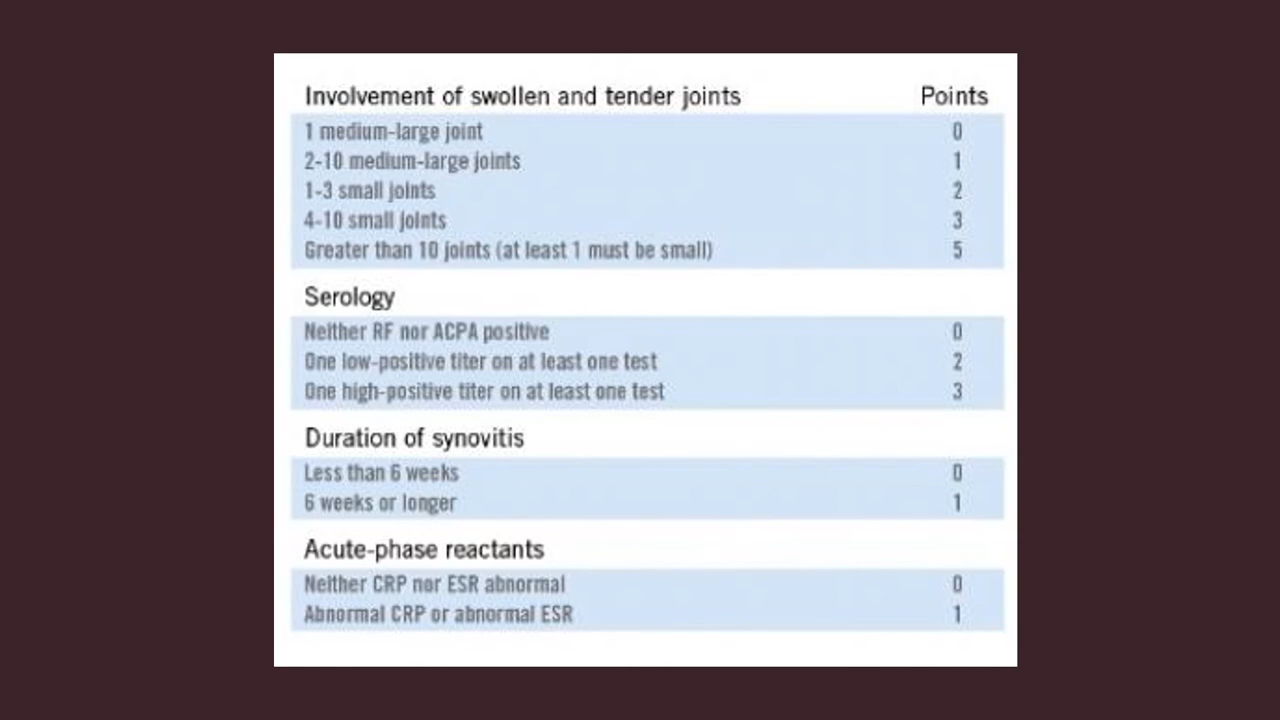 Involvement of swollen and tender joints Points
1 medium-large joint 0
2-10 medium-large joints 1
1-3 small joints 2
4-10 small joints 3
Greater than 10 joints (at least 1 must be small) 5
Serology
Neither RF nor ACPA positive 0
One low-positive titer on at least one test 2
One high-positive titer on at least one test 3
Duration of synovitis
Less than 6 weeks 0
6 weeks or longer 1
Acute-phase reactants
Neither CRP nor ESR abnormal 0
Abnormal CRP or abnormal ESR 1